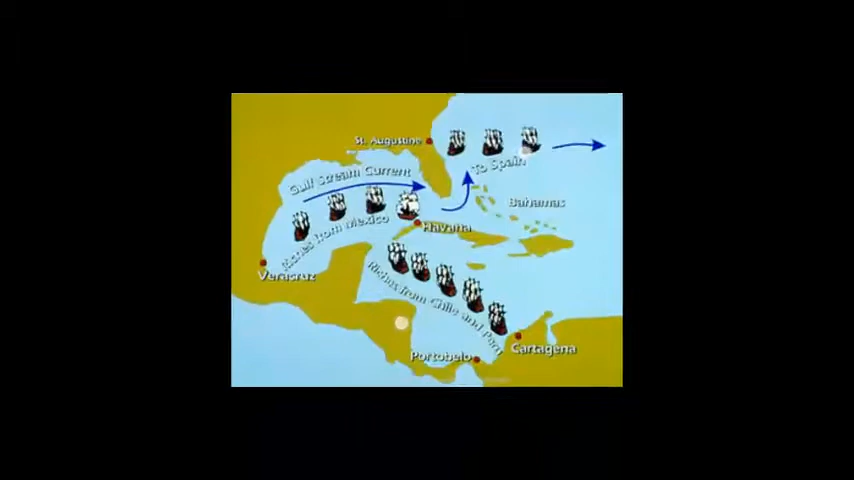 St. Augustine
To Spain
Gulf Stream Current
Bahamas
Riches from Mexico
Havana
Veracruz
Riches from Chile and Peru
Cartagena
Portobelo